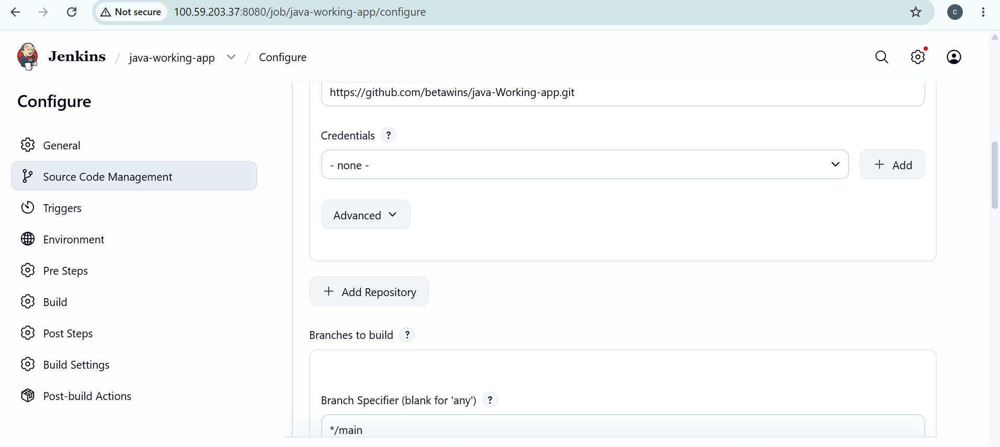 Not secure 100.59.203.37:8080/job/java-working-app/configure c
Jenkins / java-working-app / Configure
Configure
General
Source Code Management
Triggers
Environment
Pre Steps
Build
Post Steps
Build Settings
Post-build Actions
https://github.com/betawins/java-Working-app.git
Credentials ?
- none -
+ Add
Advanced
+ Add Repository
Branches to build ?
Branch Specifier (blank for 'any') ?
*/main